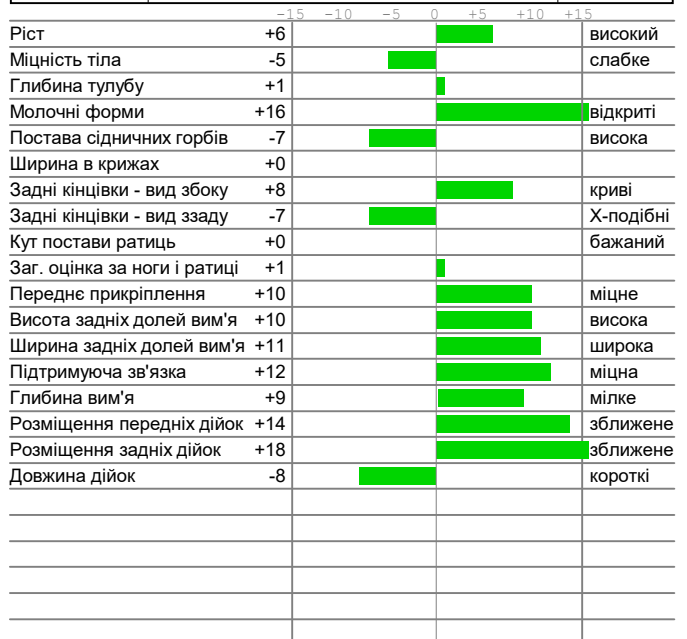 -15 -10 -5 0 +5 +10 +15
Ріст +6 високий
Міцність тіла -5 слабке
Глибина тулубу +1
Молочні форми +16 відкриті
Постава сідничних горбів -7 висока
Ширина в крижах +0
Задні кінцівки - вид збоку +8 криві
Задні кінцівки - вид ззаду -7 Х-подібні
Кут постави ратиць +0 бажаний
Заг. оцінка за ноги і ратиці +1
Переднє прикріплення +10 міцне
Висота задніх долей вим'я +10 висока
Ширина задніх долей вим'я +11 широка
Підтримуюча зв'язка +12 міцна
Глибина вим'я +9 мілке
Розміщення передніх дійок +14 зближене
Розміщення задніх дійок +18 зближене
Довжина дійок -8 короткі